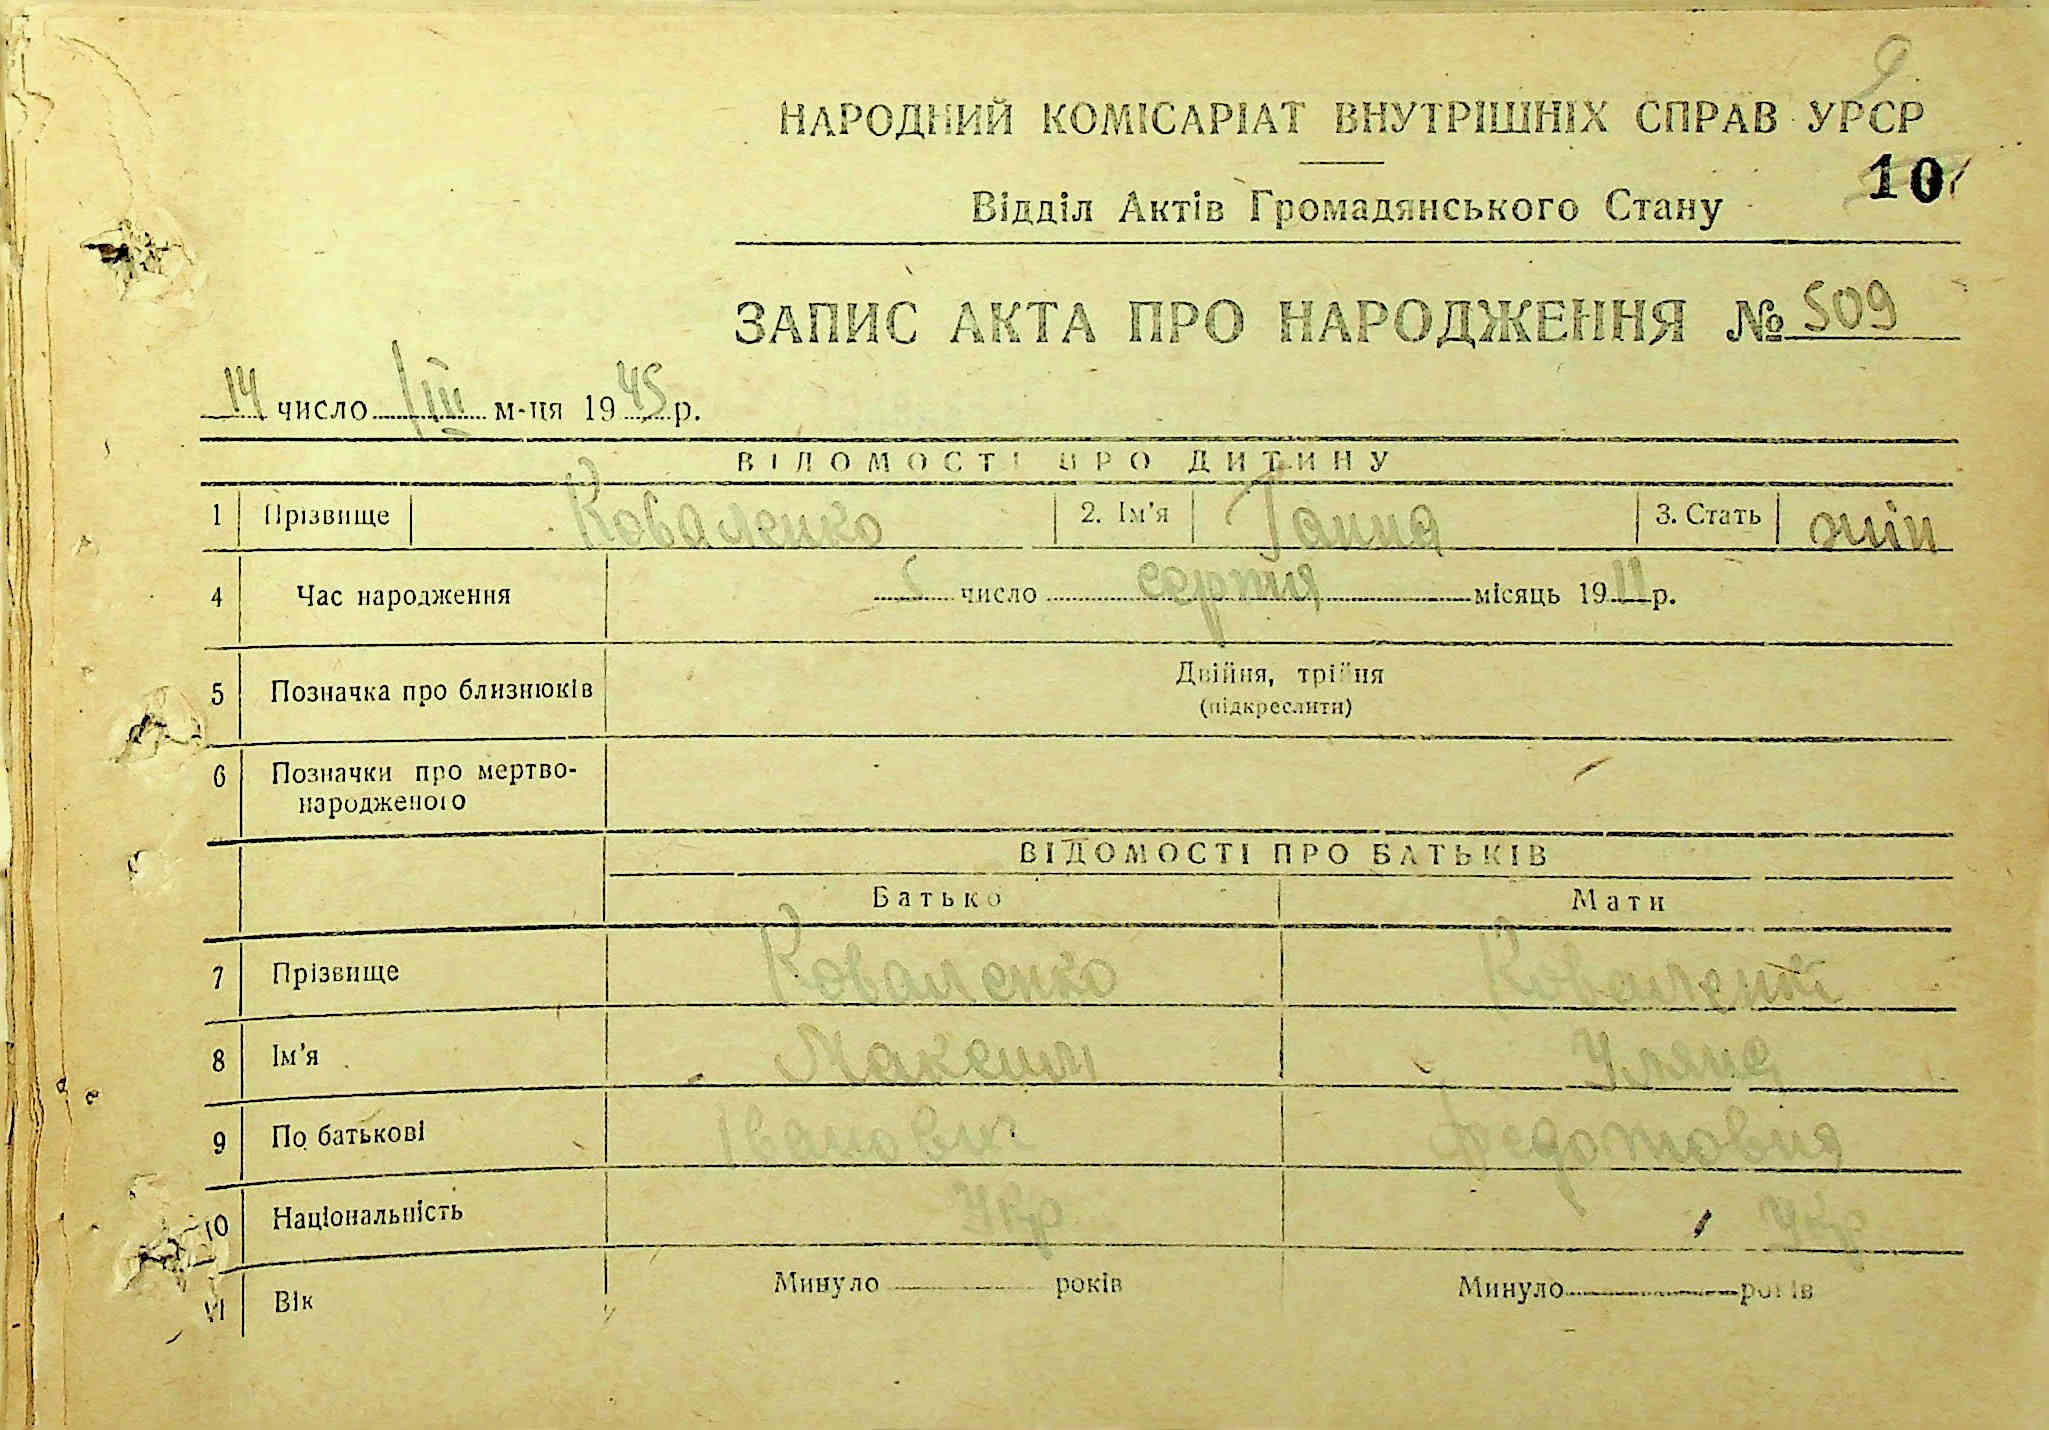 9
НАРОДНИЙ КОМІСАРІАТ ВНУТРІШНІХ СПРАВ УРСР
10
Відділ Актів Громадянського Стану
ЗАПИС АКТА ПРО НАРОДЖЕННЯ № 509
14 число ІІІ м-ця 1945 р.
ВІДОМОСТІ ПРО ДИТИНУ
1 Прізвище Коваленко 2. Ім'я Ганна 3. Стать жін
4 Час народження число серпня місяць 1911 р.
5 Позначка про близнюків Двійня, трійня
(підкреслити)
6 Позначки про мертво-
народженого
ВІДОМОСТІ ПРО БАТЬКІВ
Батько Мати
7 Прізвище Коваленко Коваленко
8 Ім'я Максим Уляна
9 По батькові Іванович Федотовна
10 Національність Укр Укр
11 Вік Минуло років Минуло років